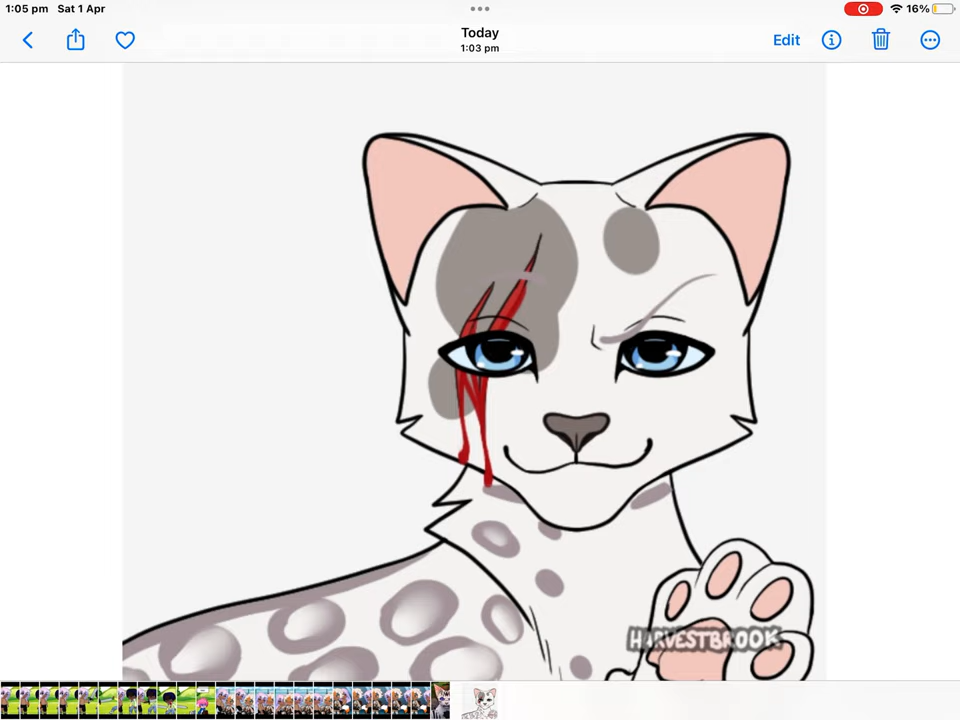 1:05 pm Sat 1 Apr
16%
Today
1:03 pm
Edit
HARVESTBROOK